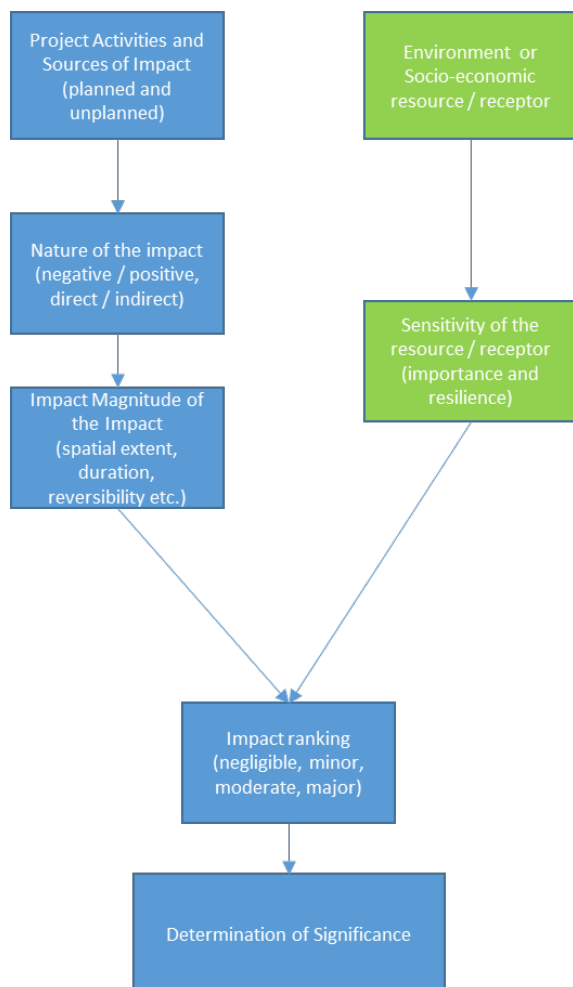 Project Activities and
Sources of Impact
(planned and
unplanned)
Environment or
Socio-economic
resource / receptor
Nature of the impact
(negative / positive,
direct / indirect)
Sensitivity of the
resource / receptor
(importance and
resilience)
Impact Magnitude of
the Impact
(spatial extent,
duration,
reversibility etc.)
Impact ranking
(negligible, minor,
moderate, major)
Determination of Significance